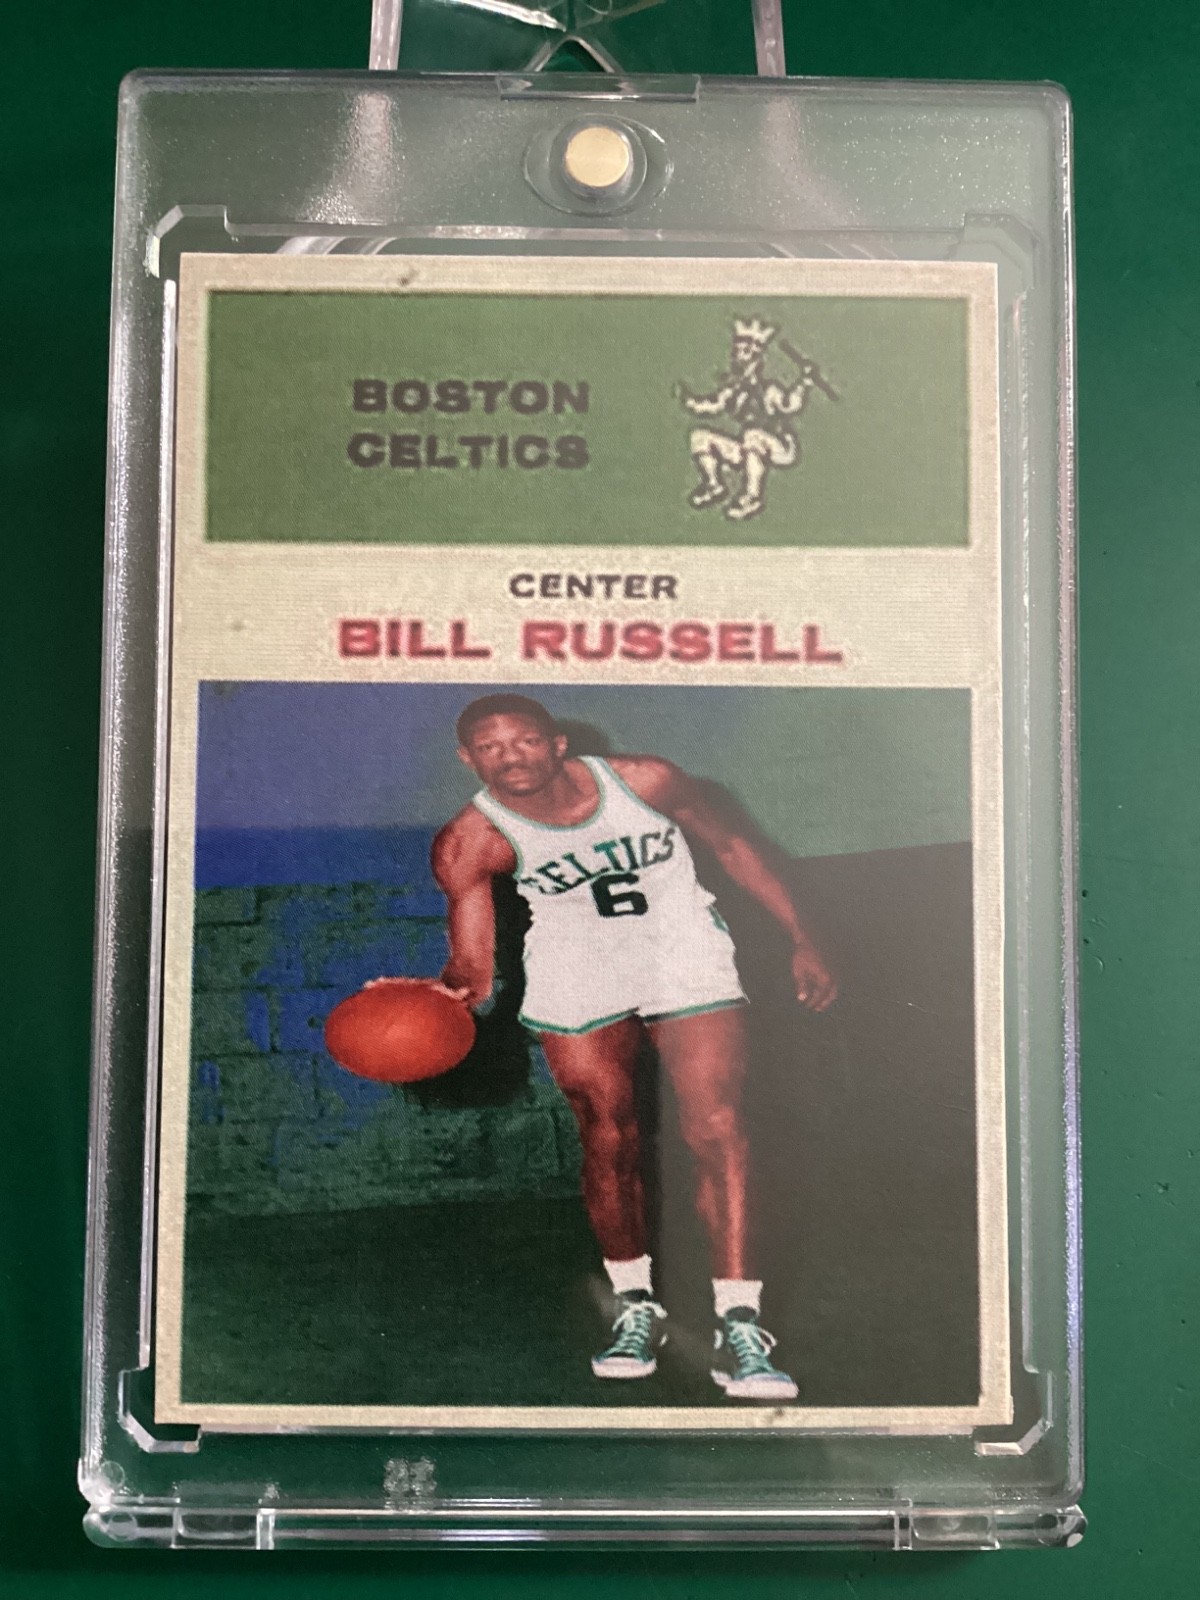 BOSTON
CELTICS
CENTER
BILL RUSSELL
CELTICS
6